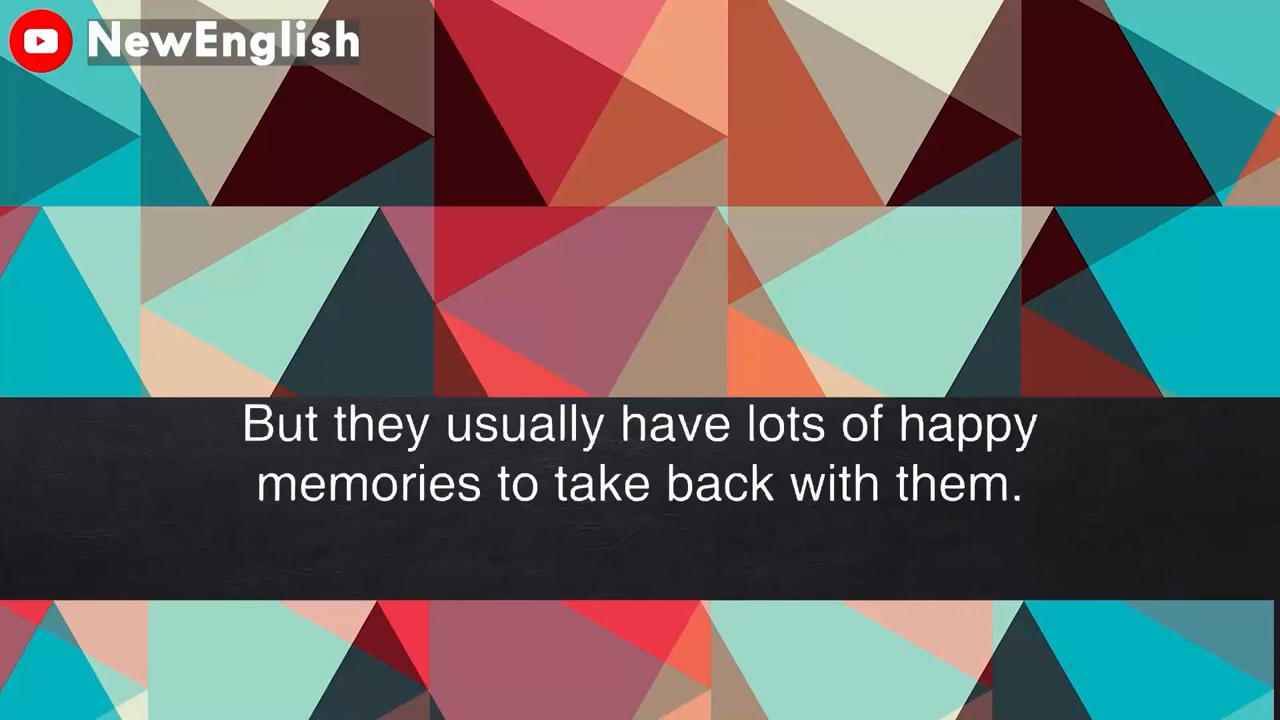 NewEnglish
But they usually have lots of happy
memories to take back with them.